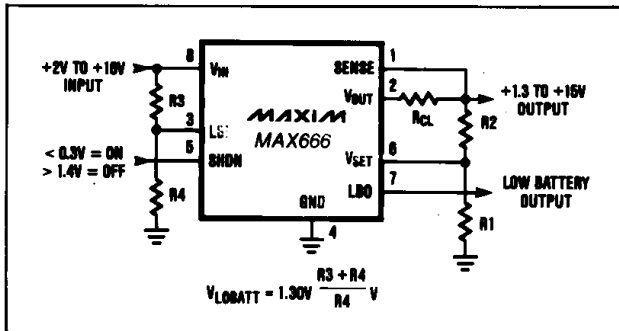 +2V TO +16V
INPUT
8
VIN
R3
3
LBI
< 0.3V = ON
> 1.4V = OFF
5
SHDN
R4
MAXIM
MAX666
GND
4
SENSE
1
VOUT
2
RCL
+1.3 TO +15V
OUTPUT
R2
VSET
6
LBO
7
LOW BATTERY
OUTPUT
R1
VLOBATT = 1.30V R3 + R4 / R4 V